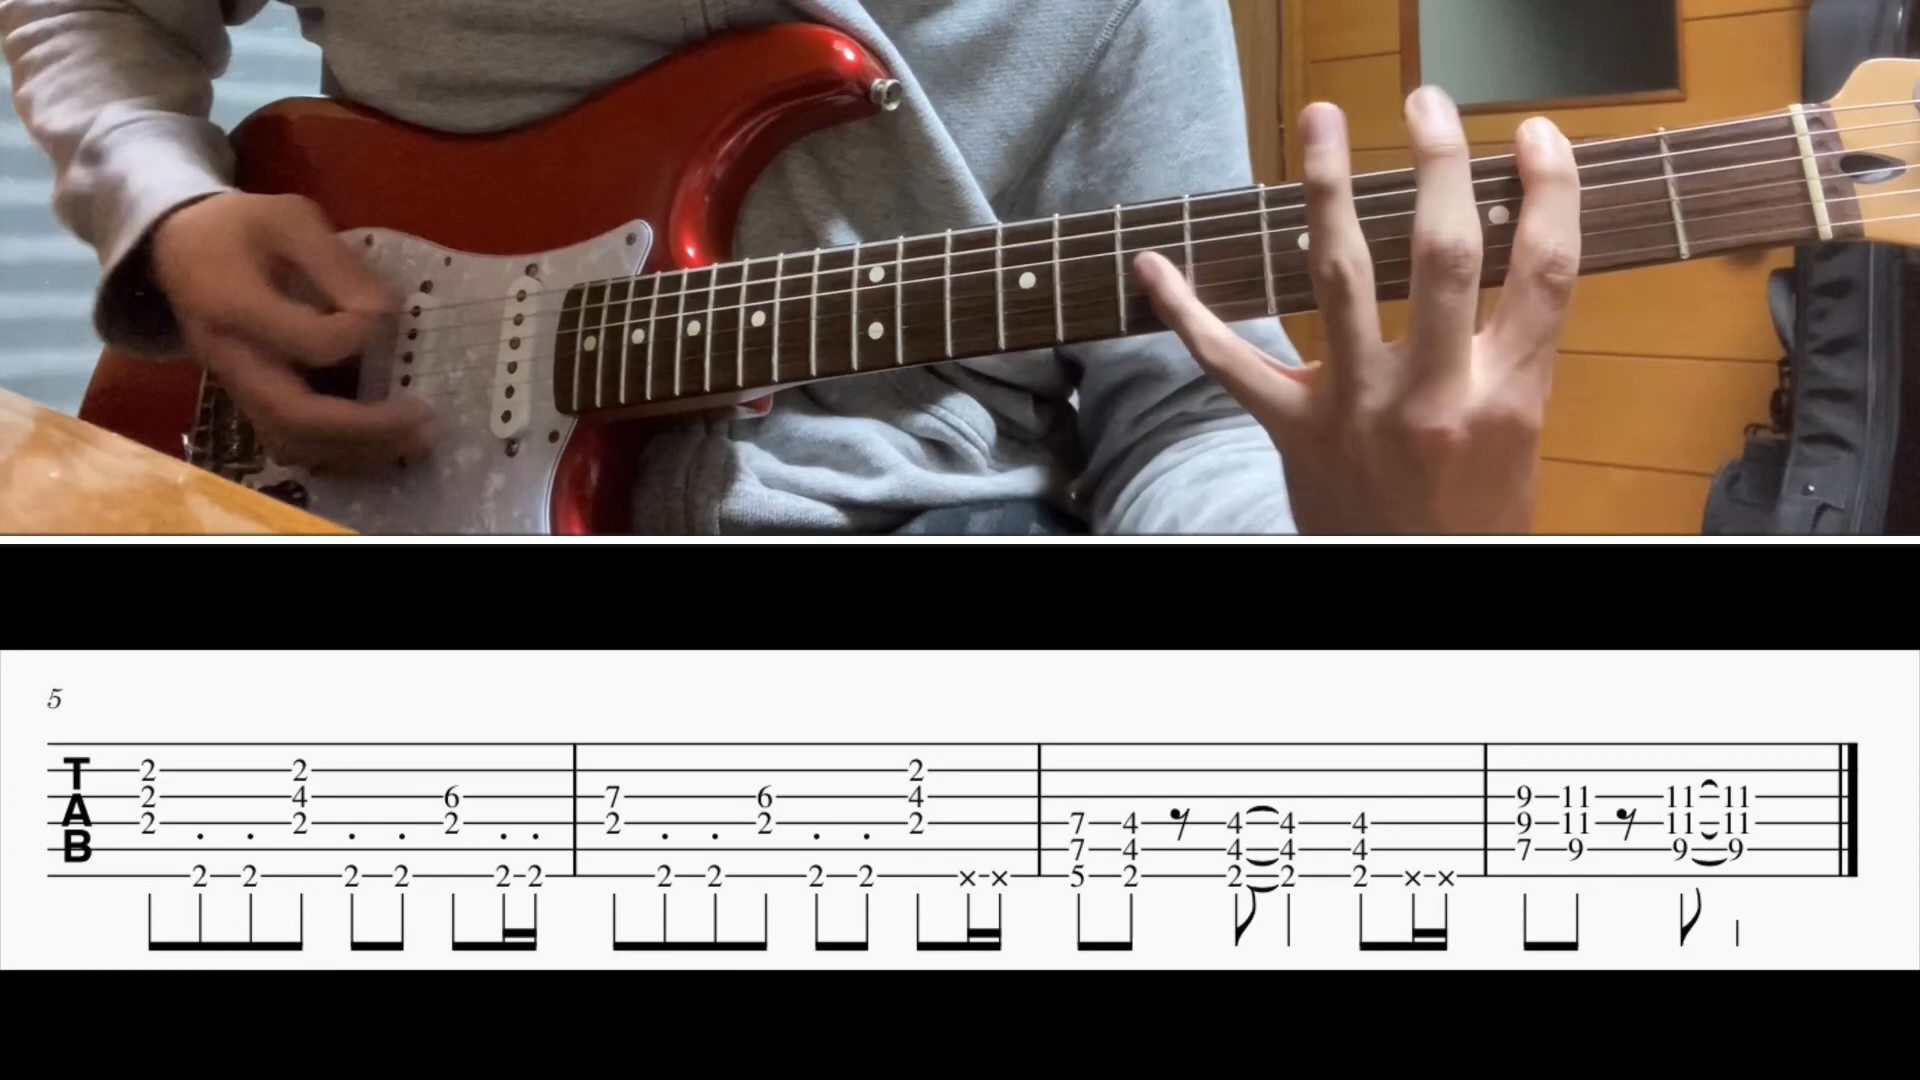 5
T 2 2 2 6 7 6 2
A 2 4 2 2 2 4 7 4 4 4 4 9 11 11 11
B 2 2 2 2 7 4 4 4 4 9 11 11 11
2 2 2 2 2 2 2 2 2 2 × × 5 2 2 2 2 × × 7 9 9 9